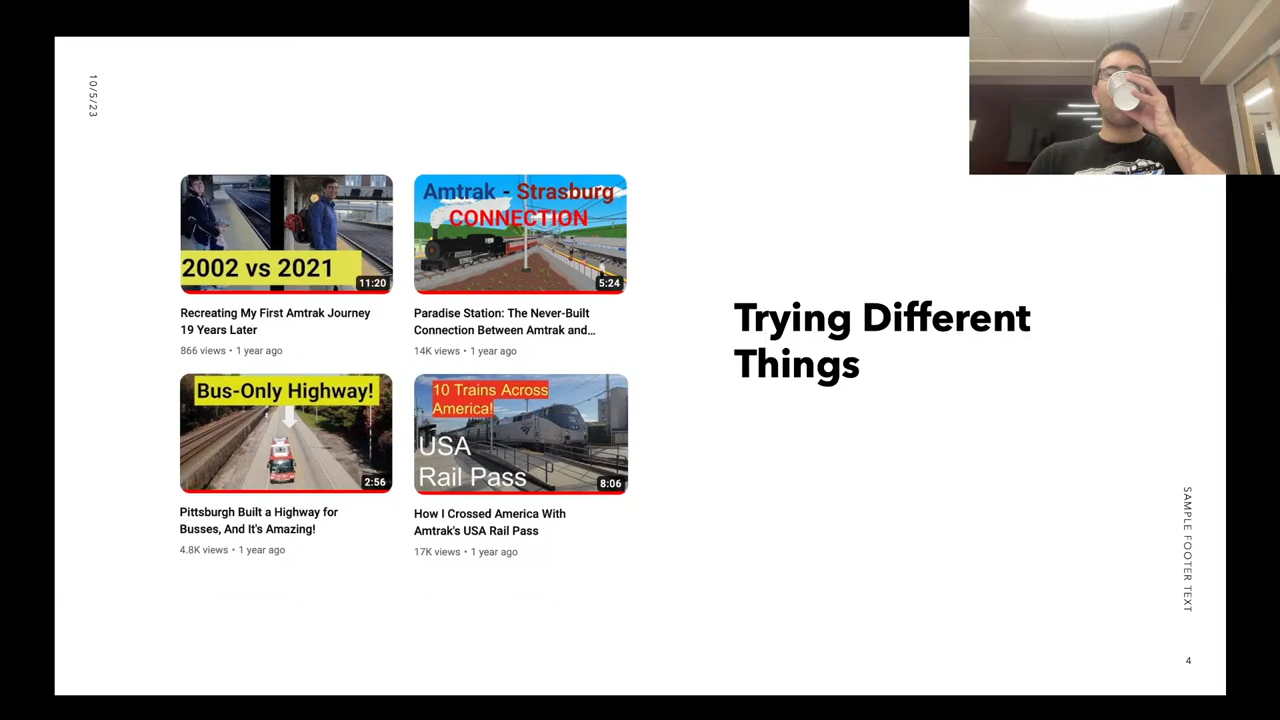 10/5/23
2002 vs 2021
11:20
Recreating My First Amtrak Journey
19 Years Later
866 views • 1 year ago
Amtrak - Strasburg
CONNECTION
5:24
Paradise Station: The Never-Built
Connection Between Amtrak and...
14K views • 1 year ago
Bus-Only Highway!
2:56
Pittsburgh Built a Highway for
Busses, And It's Amazing!
4.8K views • 1 year ago
10 Trains Across
America!
USA
Rail Pass
8:06
How I Crossed America With
Amtrak's USA Rail Pass
17K views • 1 year ago
Trying Different
Things
SAMPLE FOOTER TEXT
4